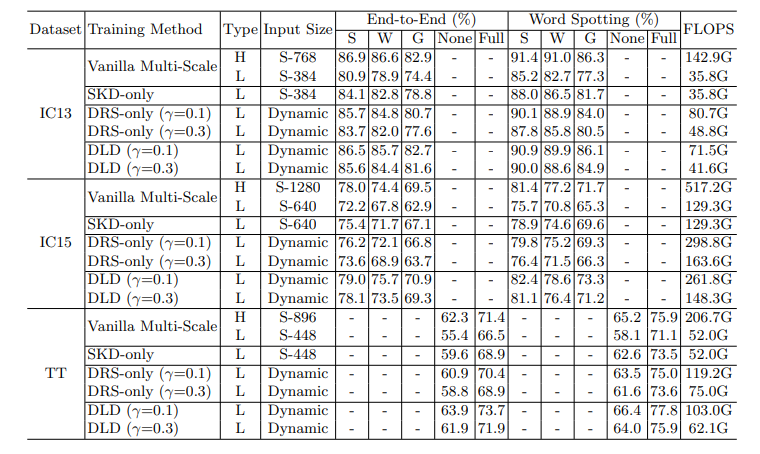 Dataset Training Method Type Input Size End-to-End (%) Word Spotting (%) FLOPS
S W G None Full S W G None Full
IC13 Vanilla Multi-Scale H S-768 86.9 86.6 82.9 - - 91.4 91.0 86.3 - - 142.9G
L S-384 80.9 78.9 74.4 - - 85.2 82.7 77.3 - - 35.8G
SKD-only L S-384 84.1 82.8 78.8 - - 88.0 86.5 81.7 - - 35.8G
DRS-only (γ=0.1) L Dynamic 85.7 84.8 80.7 - - 90.1 88.9 84.0 - - 80.7G
DRS-only (γ=0.3) L Dynamic 83.7 82.0 77.6 - - 87.8 85.8 80.5 - - 48.8G
DLD (γ=0.1) L Dynamic 86.5 85.7 82.7 - - 90.9 89.9 86.1 - - 71.5G
DLD (γ=0.3) L Dynamic 85.6 84.4 81.6 - - 90.0 88.6 84.9 - - 41.6G
IC15 Vanilla Multi-Scale H S-1280 78.0 74.4 69.5 - - 81.4 77.2 71.7 - - 517.2G
L S-640 72.2 67.8 62.9 - - 75.7 70.8 65.3 - - 129.3G
SKD-only L S-640 75.4 71.7 67.1 - - 78.9 74.6 69.6 - - 129.3G
DRS-only (γ=0.1) L Dynamic 76.2 72.1 66.8 - - 79.8 75.2 69.3 - - 298.8G
DRS-only (γ=0.3) L Dynamic 73.6 68.9 63.7 - - 76.4 71.5 66.3 - - 163.6G
DLD (γ=0.1) L Dynamic 79.0 75.7 70.9 - - 82.4 78.6 73.3 - - 261.8G
DLD (γ=0.3) L Dynamic 78.1 73.5 69.3 - - 81.1 76.4 71.2 - - 148.3G
TT Vanilla Multi-Scale H S-896 - - - 62.3 71.4 - - - 65.2 75.9 206.7G
L S-448 - - - 55.4 66.5 - - - 58.1 71.1 52.0G
SKD-only L S-448 - - - 59.6 68.9 - - - 62.6 73.5 52.0G
DRS-only (γ=0.1) L Dynamic - - - 60.9 70.4 - - - 63.5 75.0 119.2G
DRS-only (γ=0.3) L Dynamic - - - 58.8 68.9 - - - 61.6 73.6 75.0G
DLD (γ=0.1) L Dynamic - - - 63.9 73.7 - - - 66.4 77.8 103.0G
DLD (γ=0.3) L Dynamic - - - 61.9 71.9 - - - 64.0 75.9 62.1G